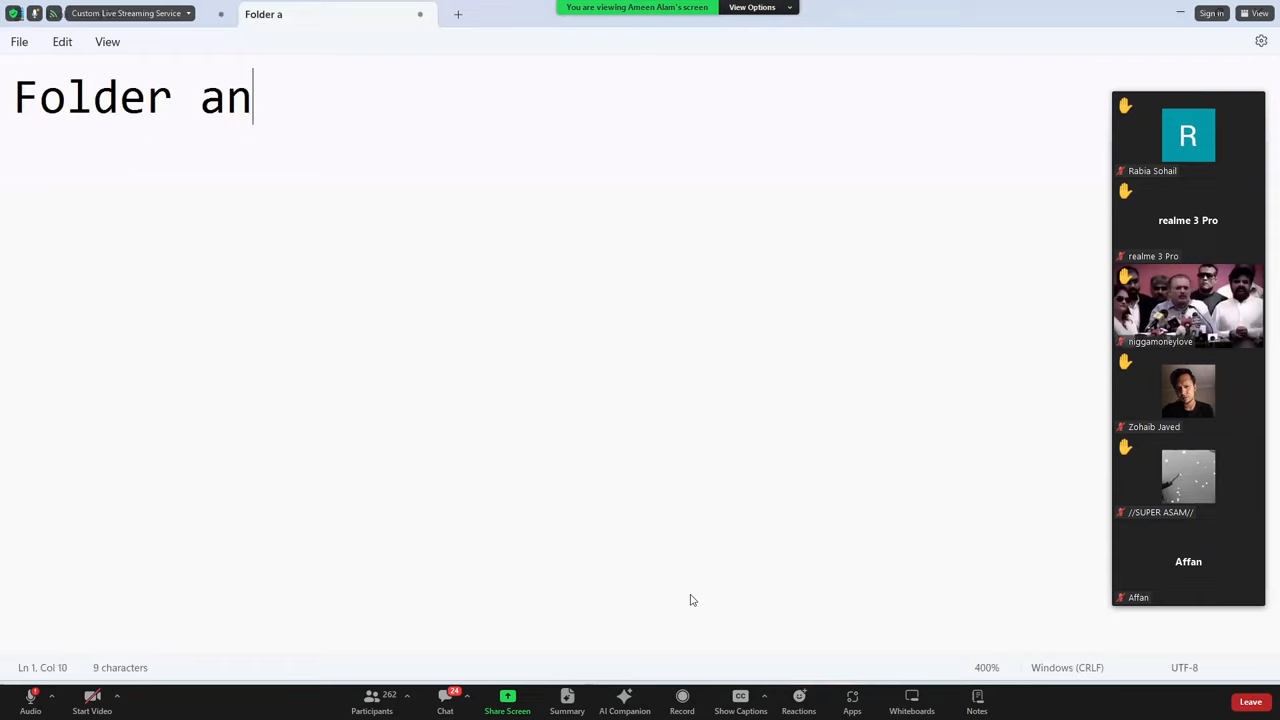 Custom Live Streaming Service
Folder a
You are viewing Ameen Alam's screen
View Options
Sign in
View
File
Edit
View
Folder an
R
Rabia Sohail
realme 3 Pro
realme 3 Pro
niggamoneylove
Zohaib Javed
//SUPER ASAM//
Affan
Affan
Ln 1, Col 10
9 characters
400%
Windows (CRLF)
UTF-8
Audio
Start Video
262
Participants
24
Chat
Share Screen
Summary
AI Companion
Record
Show Captions
Reactions
Apps
Whiteboards
Notes
Leave